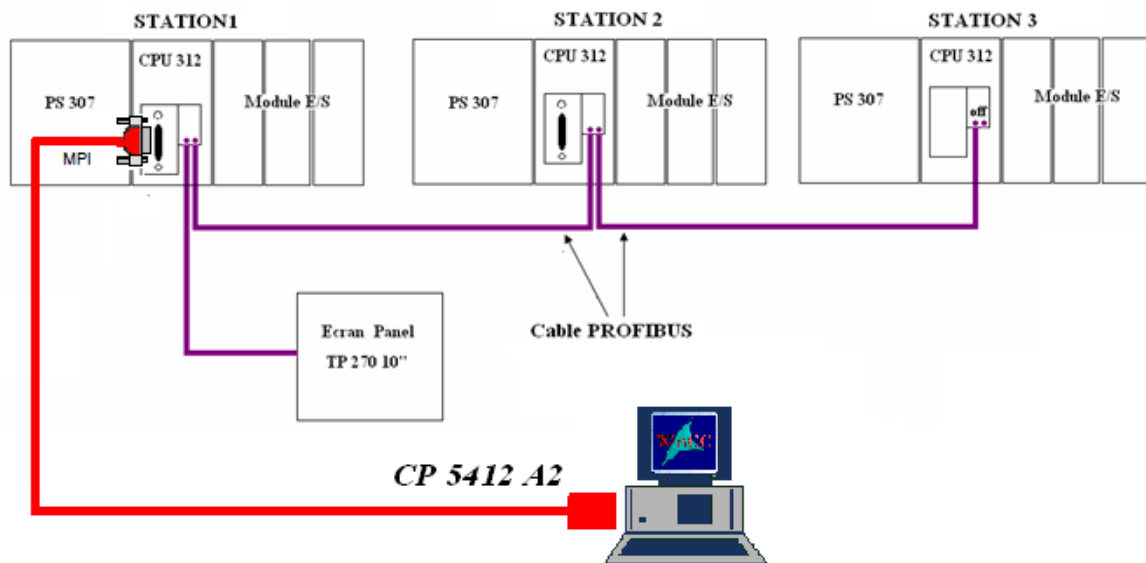 STATION1
STATION 2
STATION 3
CPU 312
CPU 312
CPU 312
PS 307
Module E/S
PS 307
Module E/S
PS 307
off
Module E/S
MPI
Ecran Panel
TP 270 10"
Cable PROFIBUS
WinCC
CP 5412 A2